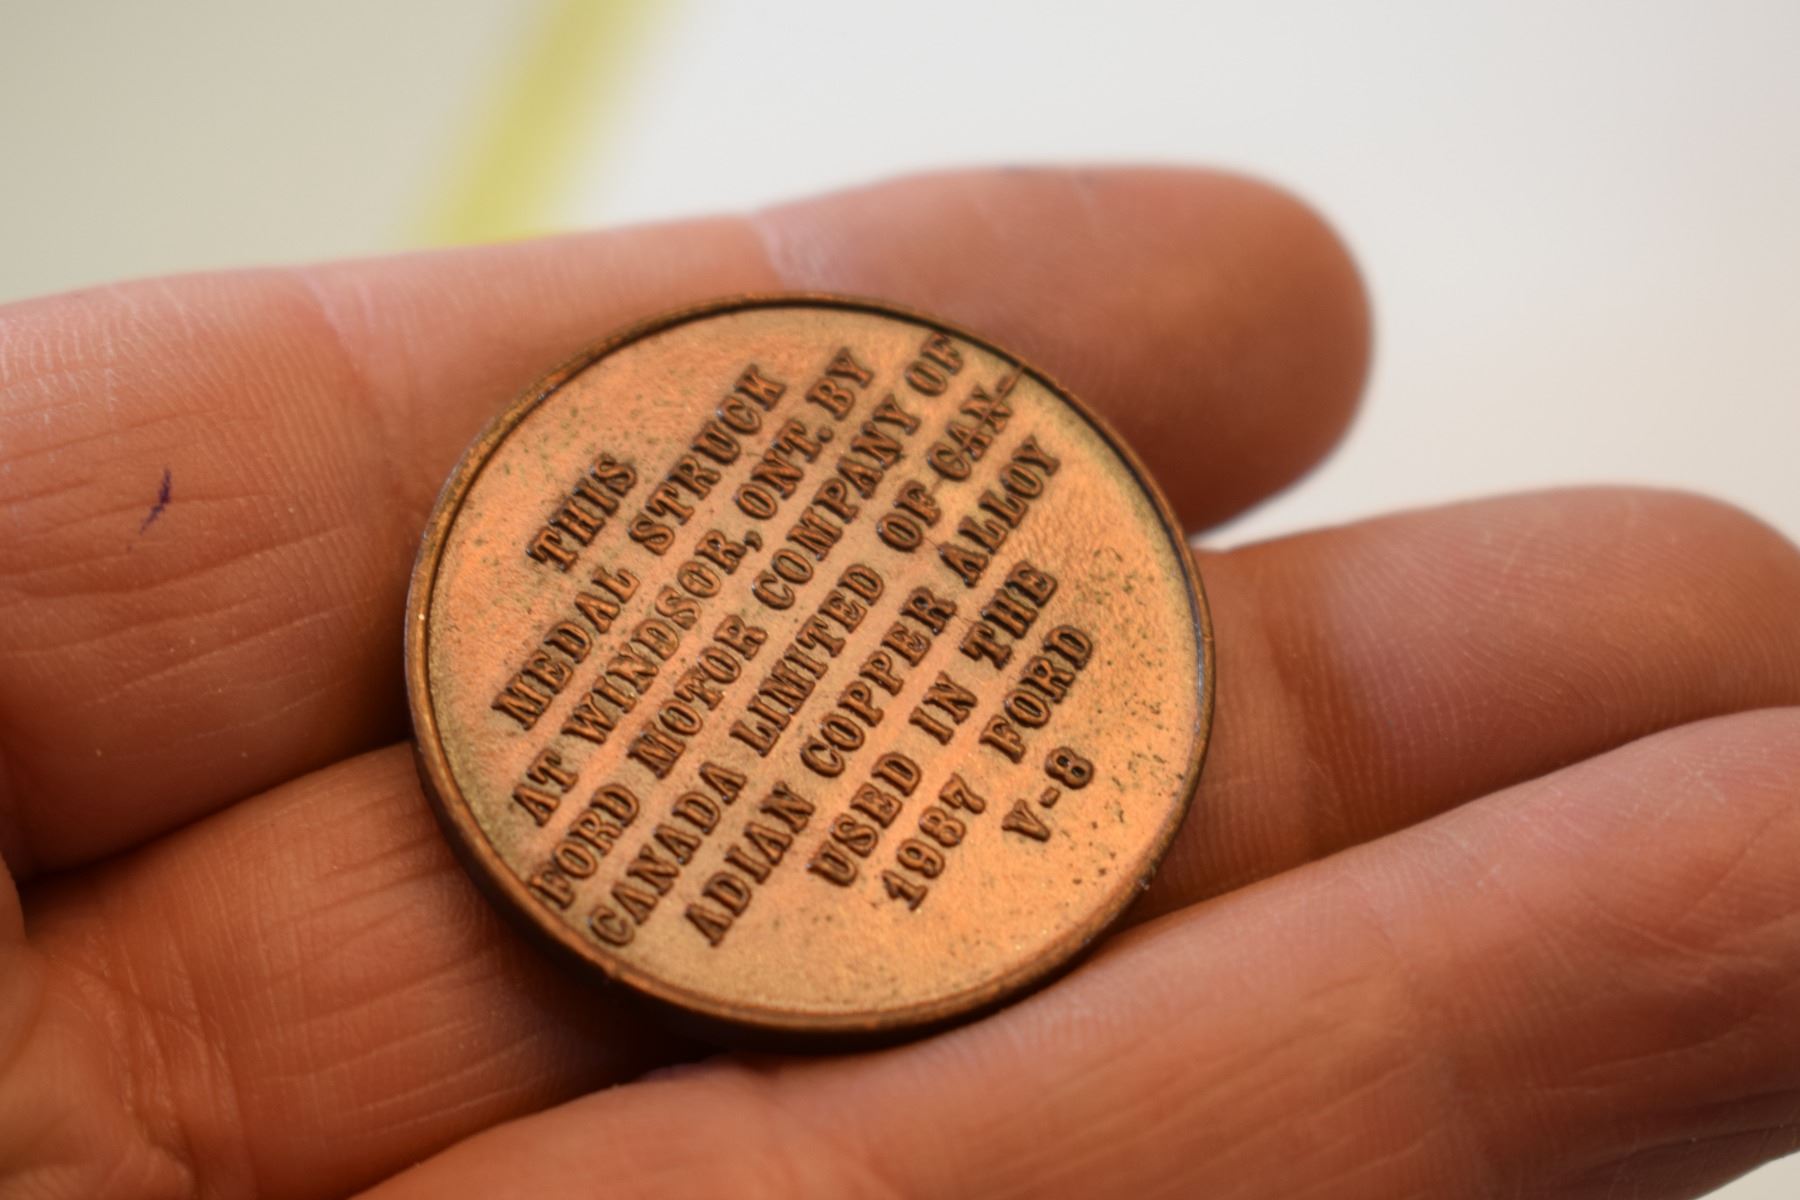 THIS
MEDAL STRUCK
AT WINDSOR, ONT. BY
FORD MOTOR COMPANY OF
CANADA LIMITED OF CAN-
ADIAN COPPER ALLOY
USED IN THE
1937 FORD
V-8